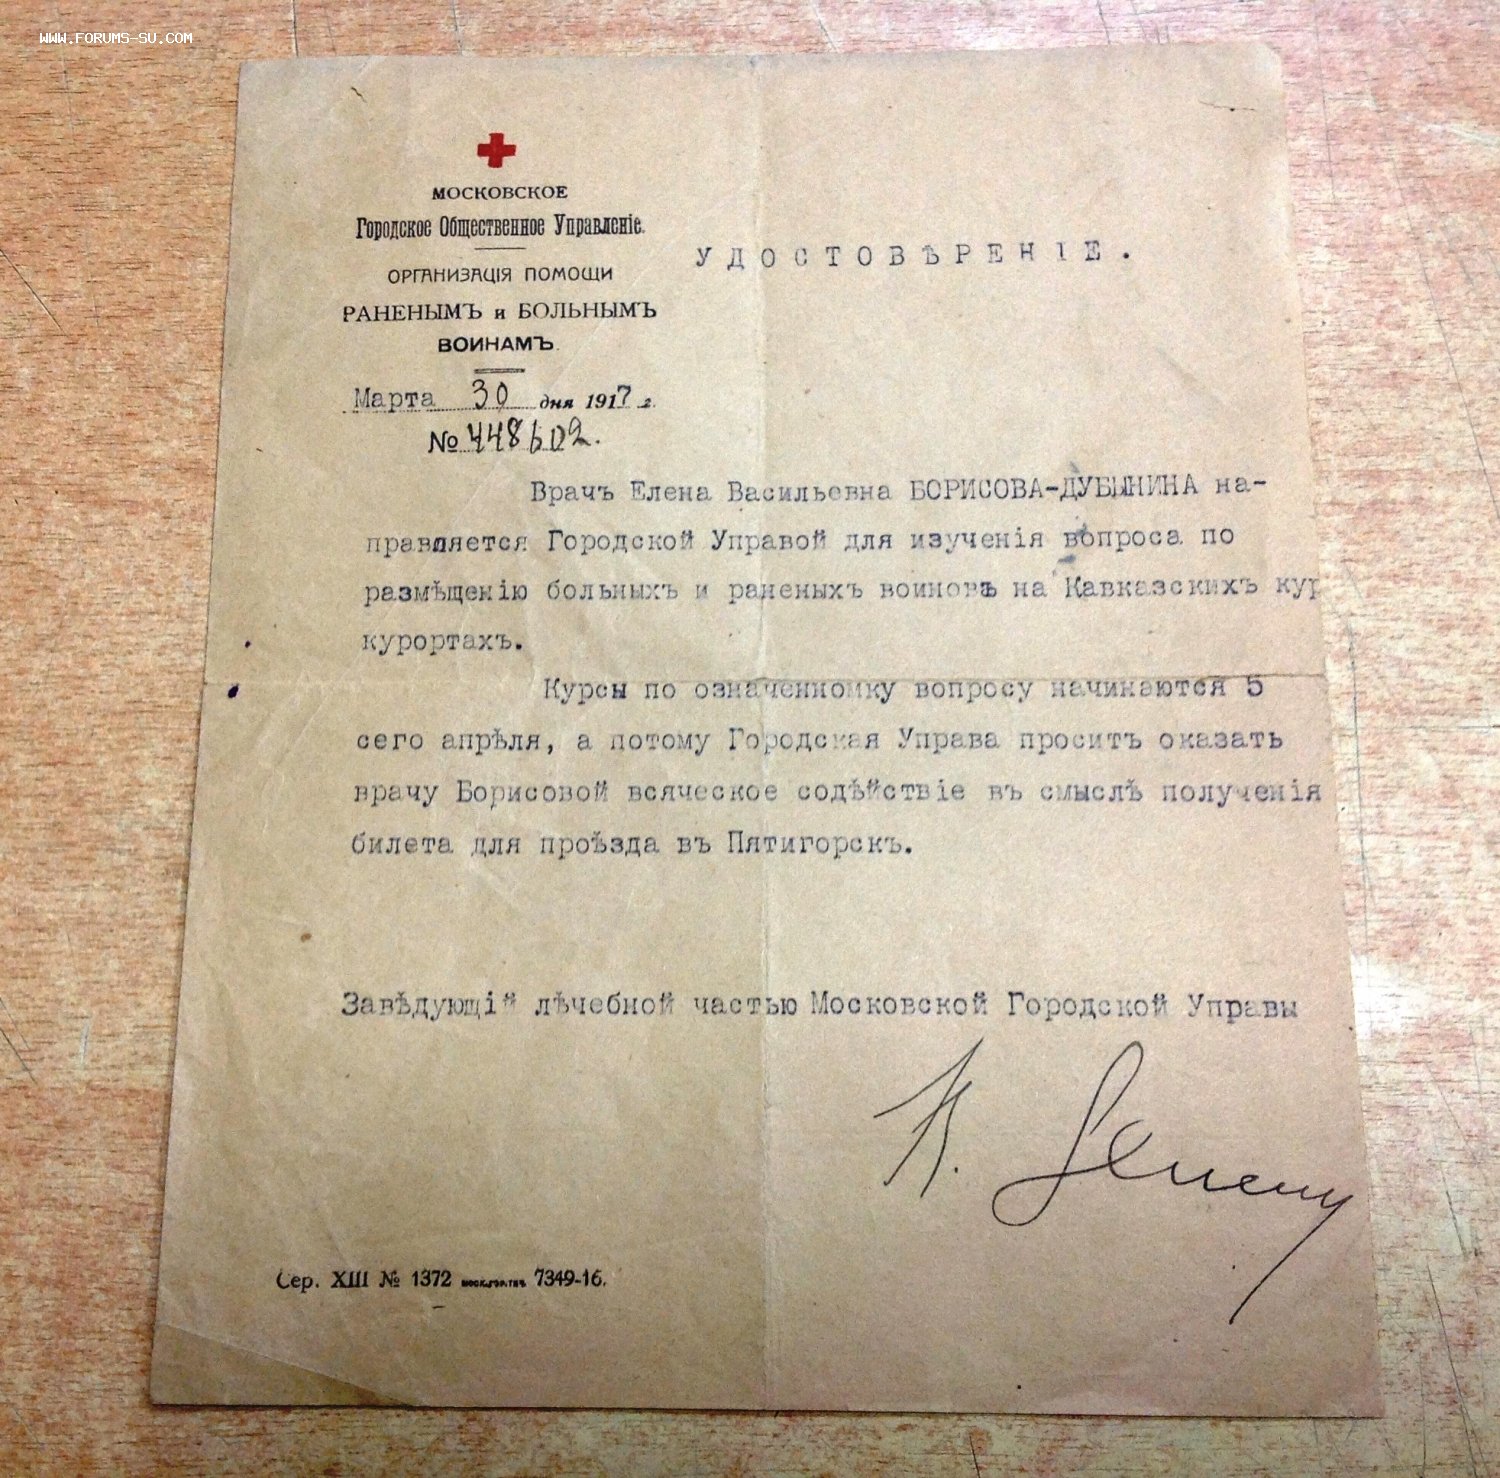 WWW.FORUMS-SU.COM
МОСКОВСКОЕ
Городское Общественное Управленіе.
ОРГАНИЗАЦІЯ ПОМОЩИ
РАНЕНЫМЪ и БОЛЬНЫМЪ
ВОИНАМЪ.
Марта 30 дня 1917 г.
№ 448602.
УДОСТОВѢРЕНІЕ.
Врачъ Елена Васильевна БОРИСОВА-ДУБЫНИНА на-
правляется Городской Управой для изученія вопроса по
размѣщенію больныхъ и раненыхъ воиновъ на Кавказскихъ кур
курортахъ.
Курсы по означенному вопросу начинаются 5
сего апрѣля, а потому Городская Управа проситъ оказать
врачу Борисовой всяческое содѣйствіе въ смыслѣ полученія
билета для проѣзда въ Пятигорскъ.
Завѣдующій лѣчебной частью Московской Городской Управы
Сер. XIII № 1372 7349-16.